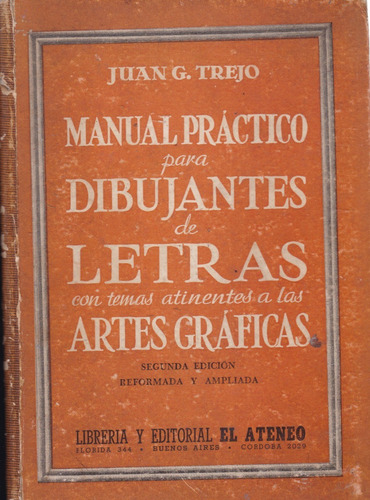 JUAN G. TREJO
MANUAL PRÁCTICO
para
DIBUJANTES
de
LETRAS
con temas atinentes a las
ARTES GRÁFICAS
SEGUNDA EDICIÓN
REFORMADA Y AMPLIADA
LIBRERIA Y EDITORIAL EL ATENEO
FLORIDA 344 • BUENOS AIRES • CORDOBA 2099